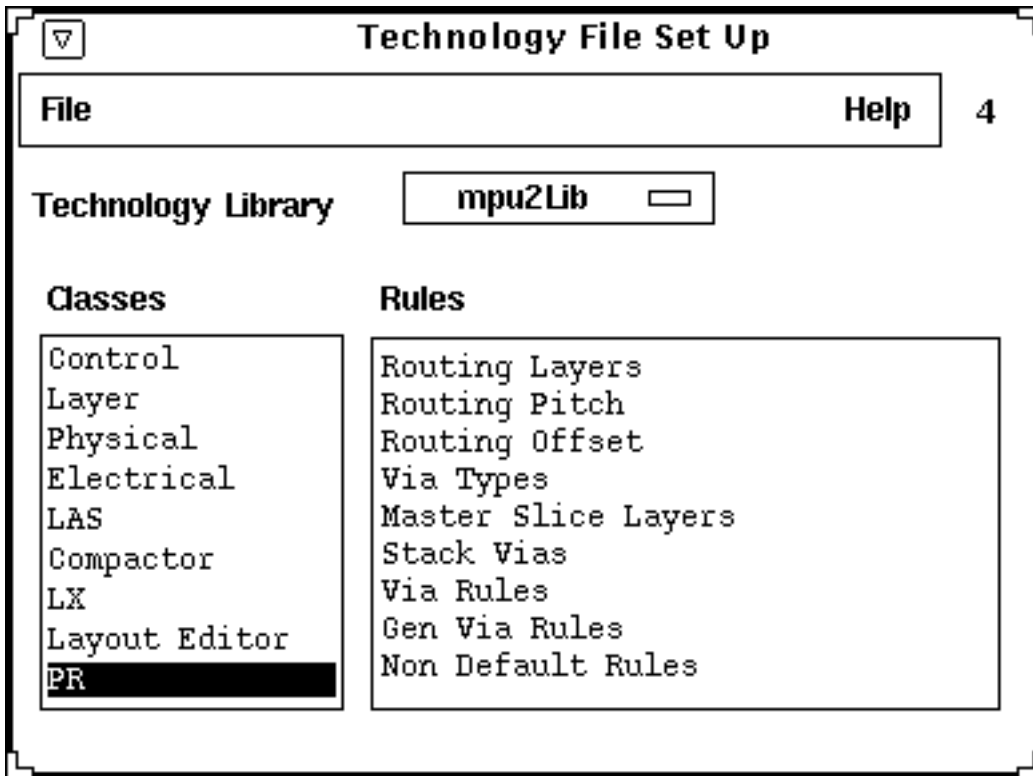 Technology File Set Up
File Help 4
Technology Library mpu2Lib
Classes Rules
Control
Layer
Physical
Electrical
LAS
Compactor
LX
Layout Editor
PR
Routing Layers
Routing Pitch
Routing Offset
Via Types
Master Slice Layers
Stack Vias
Via Rules
Gen Via Rules
Non Default Rules